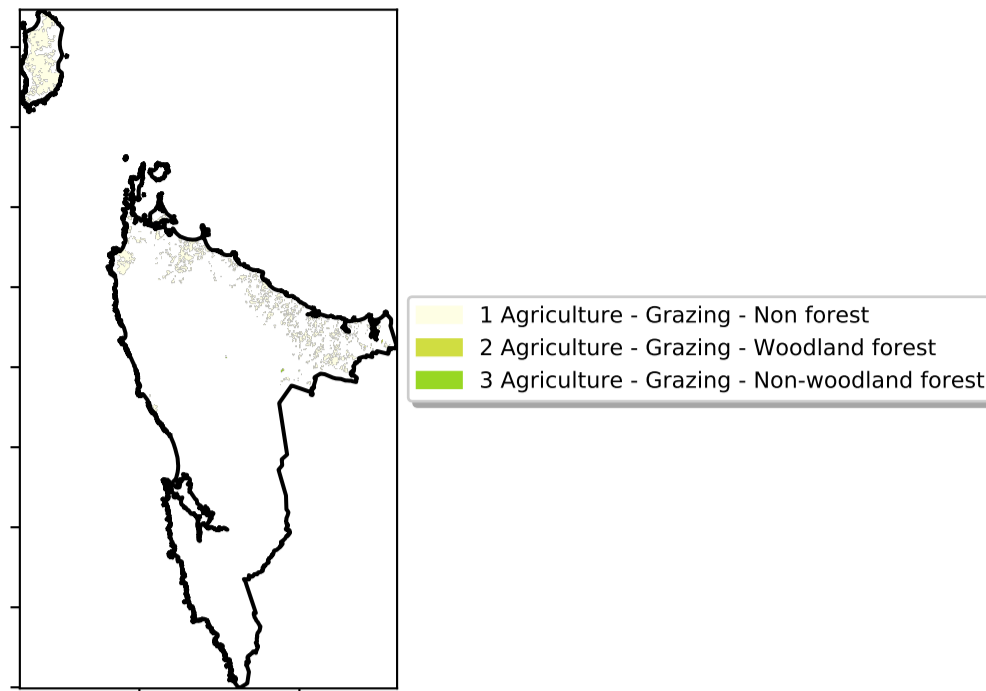 1 Agriculture - Grazing - Non forest
2 Agriculture - Grazing - Woodland forest
3 Agriculture - Grazing - Non-woodland forest